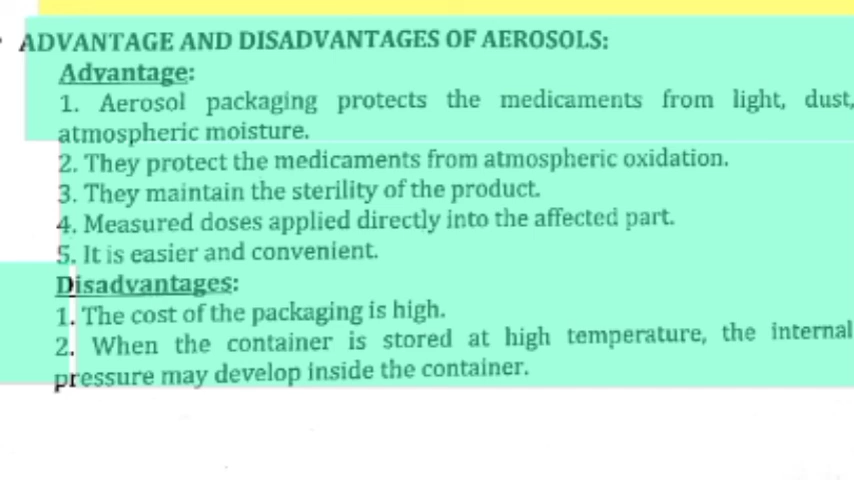 ADVANTAGE AND DISADVANTAGES OF AEROSOLS:
Advantage:
1. Aerosol packaging protects the medicaments from light, dust,
atmospheric moisture.
2. They protect the medicaments from atmospheric oxidation.
3. They maintain the sterility of the product.
4. Measured doses applied directly into the affected part.
5. It is easier and convenient.
Disadvantages:
1. The cost of the packaging is high.
2. When the container is stored at high temperature, the internal
pressure may develop inside the container.